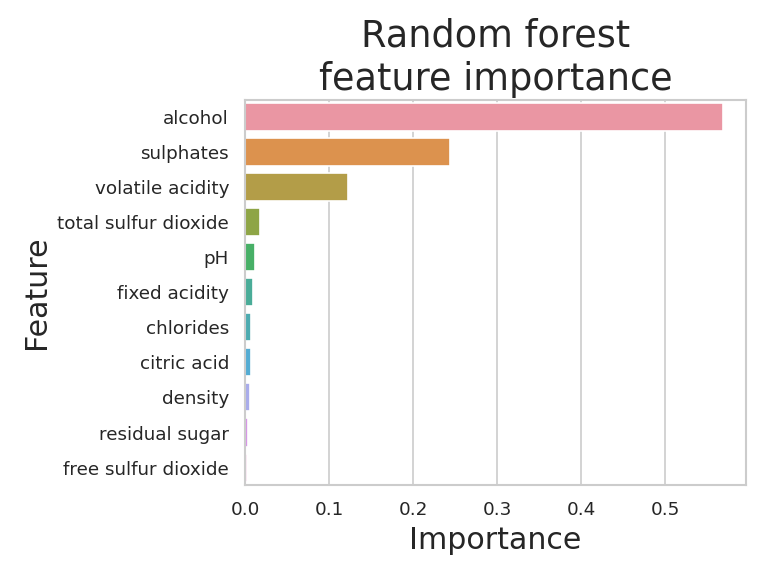 Random forest
feature importance
alcohol
sulphates
volatile acidity
total sulfur dioxide
pH
fixed acidity
chlorides
citric acid
density
residual sugar
free sulfur dioxide
Feature
0.0 0.1 0.2 0.3 0.4 0.5
Importance